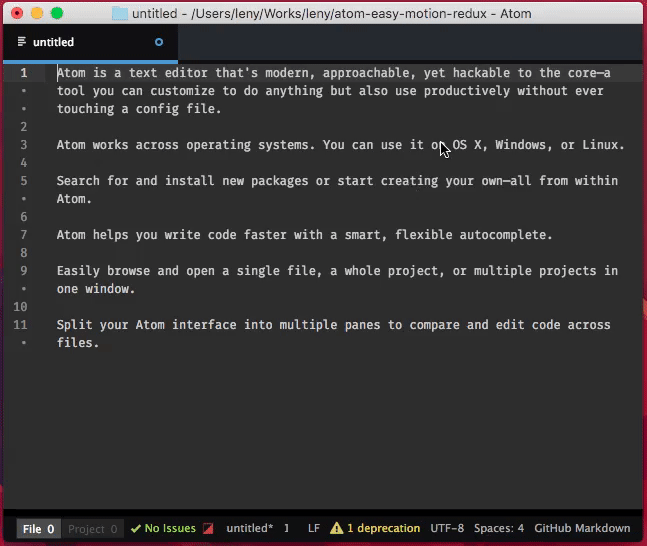 untitled - /Users/leny/Works/leny/atom-easy-motion-redux - Atom
untitled
1 Atom is a text editor that's modern, approachable, yet hackable to the core—a
• tool you can customize to do anything but also use productively without ever
• touching a config file.
2
3 Atom works across operating systems. You can use it on OS X, Windows, or Linux.
4
5 Search for and install new packages or start creating your own—all from within
• Atom.
6
7 Atom helps you write code faster with a smart, flexible autocomplete.
8
9 Easily browse and open a single file, a whole project, or multiple projects in
• one window.
10
11 Split your Atom interface into multiple panes to compare and edit code across
• files.
File 0 Project 0 No Issues untitled* 1 LF 1 deprecation UTF-8 Spaces: 4 GitHub Markdown